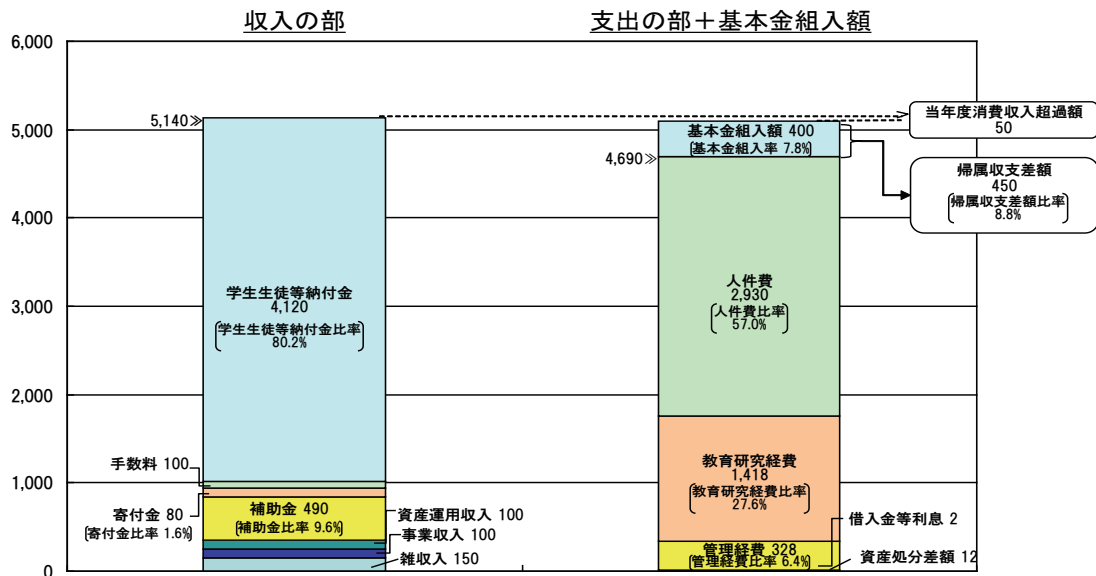 収入の部
支出の部＋基本金組入額
6,000
5,000
4,000
3,000
2,000
1,000
0
5,140≫
学生生徒等納付金
4,120
[学生生徒等納付金比率
80.2%]
手数料 100
寄付金 80
[寄付金比率 1.6%]
補助金 490
[補助金比率 9.6%]
資産運用収入 100
事業収入 100
雑収入 150
4,690≫
基本金組入額 400
[基本金組入率 7.8%]
人件費
2,930
[人件費比率
57.0%]
教育研究経費
1,418
[教育研究経費比率
27.6%]
管理経費 328
[管理経費比率 6.4%]
借入金等利息 2
資産処分差額 12
当年度消費収入超過額
50
帰属収支差額
450
[帰属収支差額比率
8.8%]